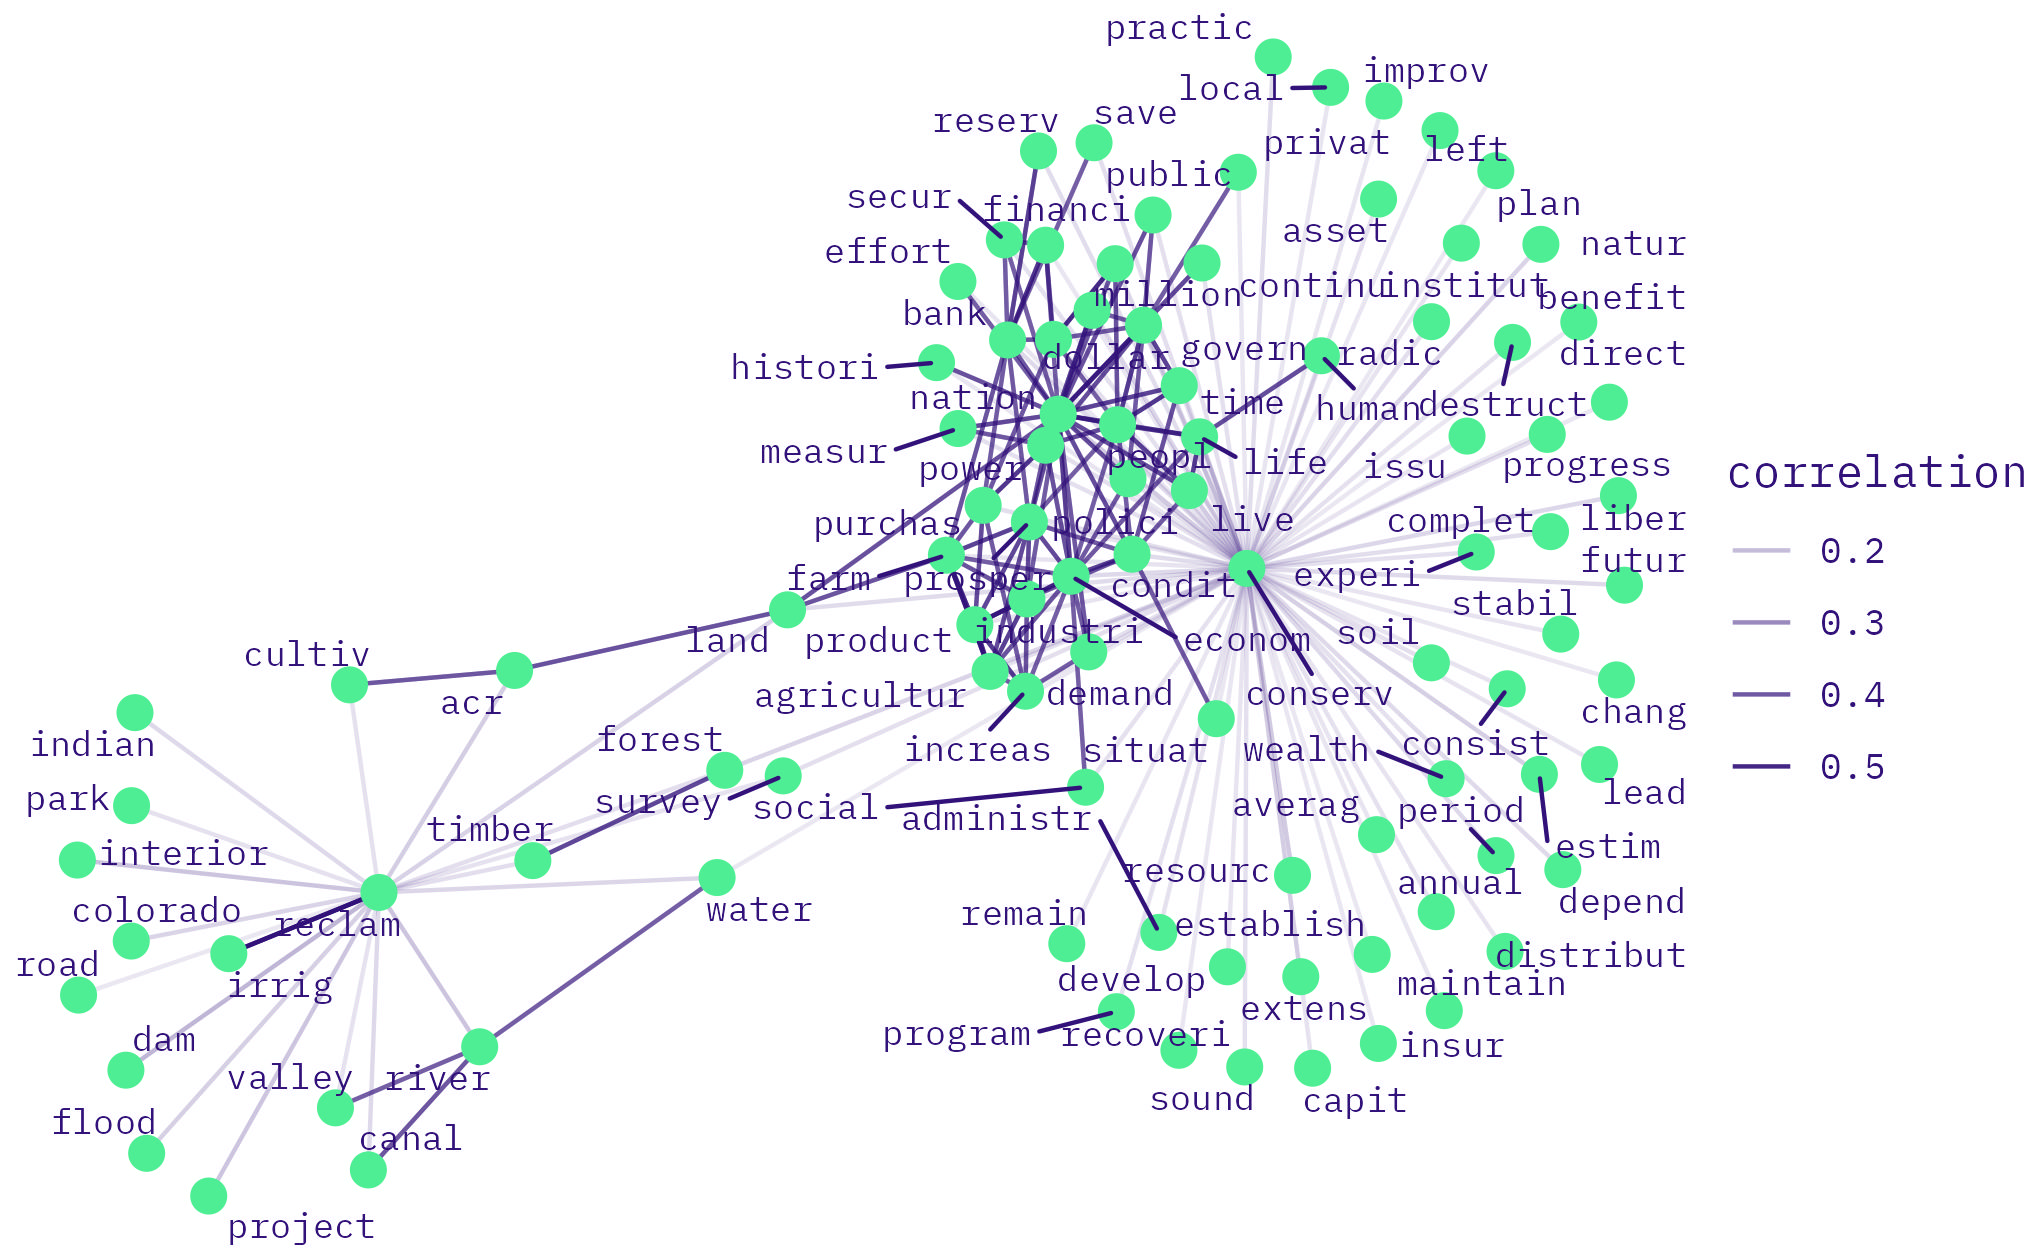 practic
improv
local
save
reserv
privat
left
public
secur
financi
plan
asset
effort
natur
bank
million
continu
institut
benefit
histori
dollar
govern
radic
direct
nation
time
human
destruct
measur
power
peopl
life
issu
progress
correlation
purchas
polici
live
complet
liber
0.2
farm
prosper
condit
experi
futur
stabil
0.3
cultiv
land
product
industri
econom
soil
acr
agricultur
demand
conserv
chang
0.4
indian
forest
increas
situat
wealth
consist
0.5
park
survey
social
administr
averag
period
lead
timber
interior
resourc
estim
annual
colorado
reclam
water
remain
establish
depend
road
irrig
develop
extens
maintain
distribut
dam
program
recoveri
insur
valley
river
sound
capit
flood
canal
project